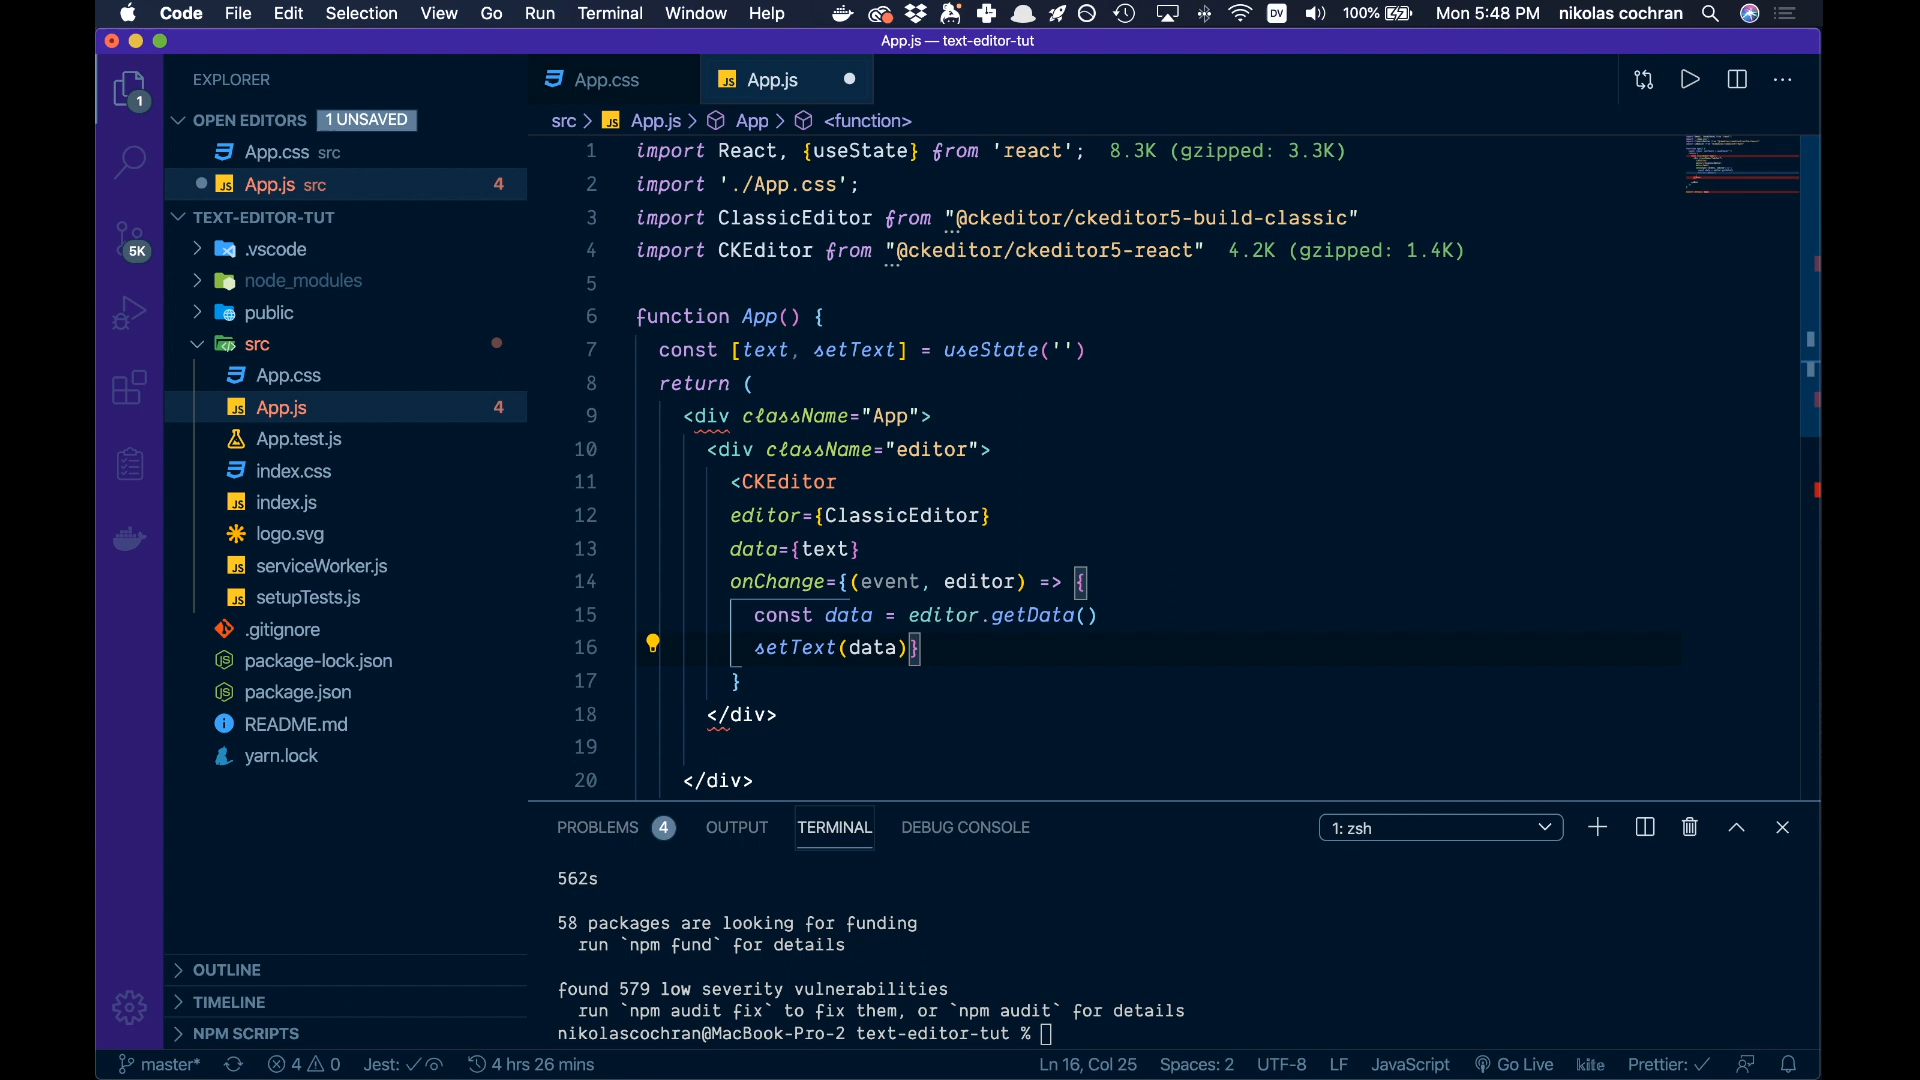 Code File Edit Selection View Go Run Terminal Window Help DV 100% Mon 5:48 PM nikolas cochran
App.js — text-editor-tut
EXPLORER
OPEN EDITORS 1 UNSAVED
App.css src
App.js src 4
TEXT-EDITOR-TUT
.vscode
node_modules
public
src
App.css
App.js 4
App.test.js
index.css
index.js
logo.svg
serviceWorker.js
setupTests.js
.gitignore
package-lock.json
package.json
README.md
yarn.lock
OUTLINE
TIMELINE
NPM SCRIPTS
1
5K
App.css App.js
src > App.js > App > <function>
1 import React, {useState} from 'react'; 8.3K (gzipped: 3.3K)
2 import './App.css';
3 import ClassicEditor from "@ckeditor/ckeditor5-build-classic"
4 import CKEditor from "@ckeditor/ckeditor5-react" 4.2K (gzipped: 1.4K)
5
6 function App() {
7 const [text, setText] = useState('')
8 return (
9 <div className="App">
10 <div className="editor">
11 <CKEditor
12 editor={ClassicEditor}
13 data={text}
14 onChange={(event, editor) => {
15 const data = editor.getData()
16 setText(data)}
17 }
18 </div>
19
20 </div>
PROBLEMS 4 OUTPUT TERMINAL DEBUG CONSOLE 1: zsh
562s
58 packages are looking for funding
run `npm fund` for details
found 579 low severity vulnerabilities
run `npm audit fix` to fix them, or `npm audit` for details
nikolascochran@MacBook-Pro-2 text-editor-tut %
master* 4 0 Jest: 4 hrs 26 mins Ln 16, Col 25 Spaces: 2 UTF-8 LF JavaScript Go Live kite Prettier: